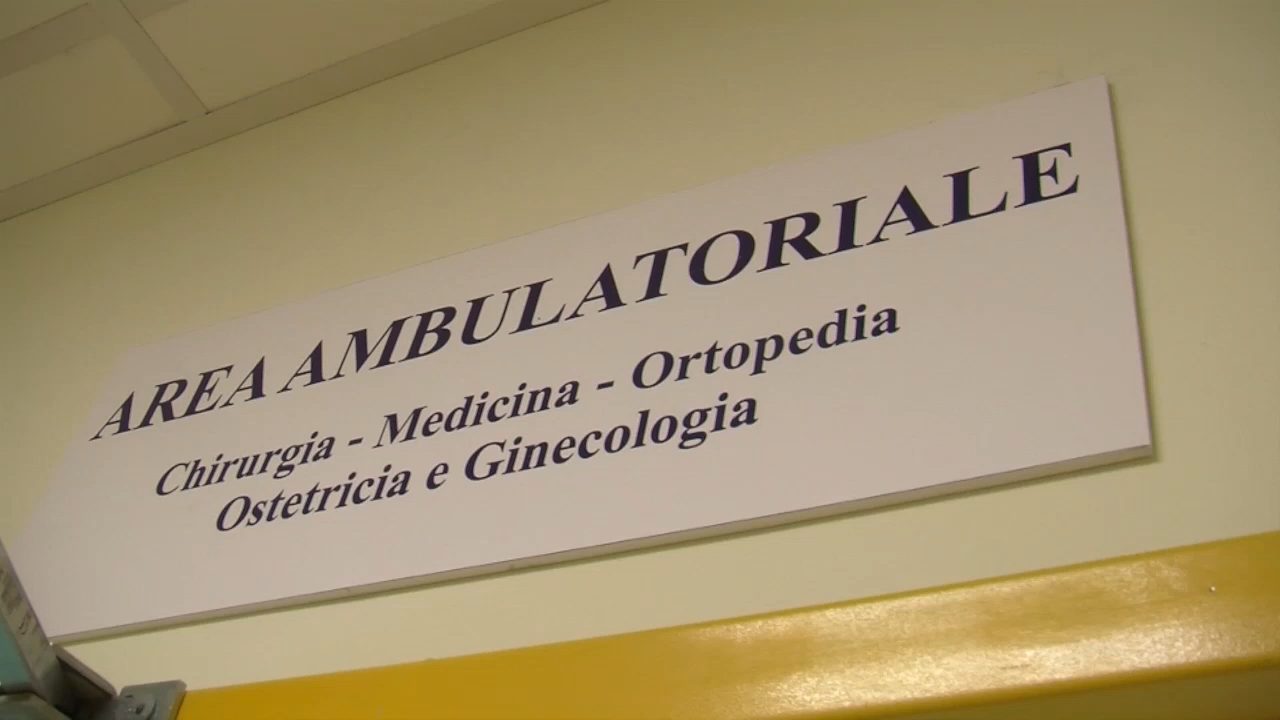 AREA AMBULATORIALE
Chirurgia - Medicina - Ortopedia
Ostetricia e Ginecologia